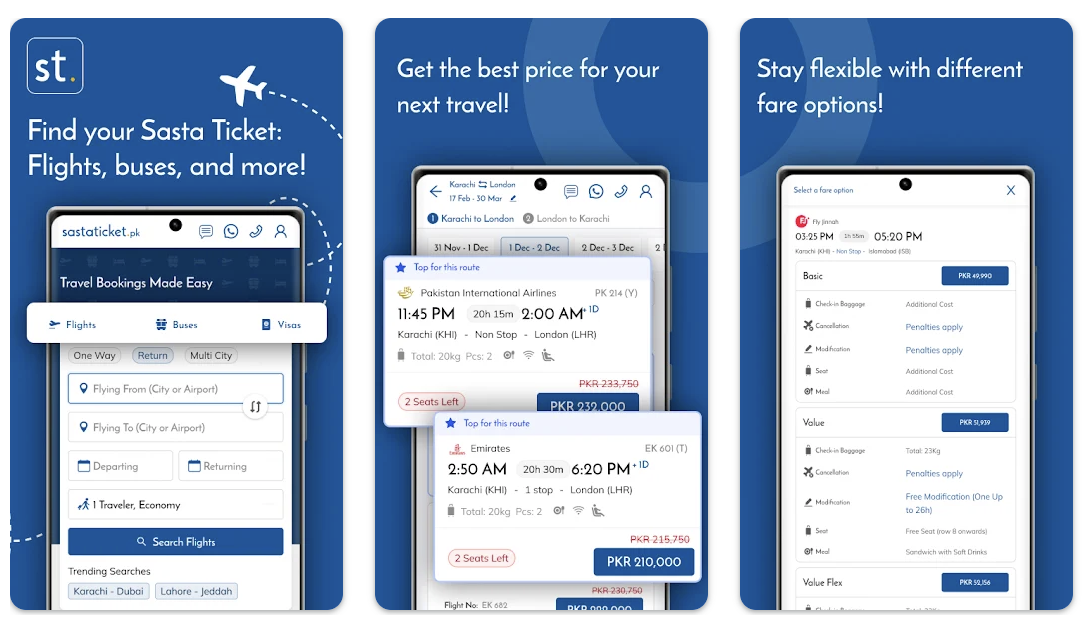 st.
Find your Sasta Ticket:
Flights, buses, and more!
sastaticket.pk
Travel Bookings Made Easy
Flights
Buses
Visas
One Way
Return
Multi City
Flying From (City or Airport)
Flying To (City or Airport)
Departing
Returning
1 Traveler, Economy
Search Flights
Trending Searches
Karachi - Dubai
Lahore - Jeddah
Get the best price for your
next travel!
Karachi London
17 Feb - 30 Mar
1 Karachi to London
2 London to Karachi
31 Nov - 1 Dec
1 Dec - 2 Dec
2 Dec - 3 Dec
Top for this route
Pakistan International Airlines PK 214 (Y)
11:45 PM 20h 15m 2:00 AM +1D
Karachi (KHI) - Non Stop - London (LHR)
Total: 20kg Pcs: 2
PKR 233,750
2 Seats Left
PKR 232,000
Top for this route
Emirates EK 601 (T)
2:50 AM 20h 30m 6:20 PM +1D
Karachi (KHI) - 1 stop - London (LHR)
Total: 20kg Pcs: 2
PKR 215,750
2 Seats Left
PKR 210,000
PKR 230,750
Flight No: EK 682
Stay flexible with different
fare options!
Select a fare option X
Fly Jinnah
03:25 PM 1h 55m 05:20 PM
Karachi (KHI) - Non Stop - Islamabad (ISB)
Basic PKR 49,990
Check-in Baggage Additional Cost
Cancellation Penalties apply
Modification Penalties apply
Seat Additional Cost
Meal Additional Cost
Value PKR 51,939
Check-in Baggage Total: 23Kg
Cancellation Penalties apply
Modification Free Modification (One Up
to 26h)
Seat Free Seat (row 8 onwards)
Meal Sandwich with Soft Drinks
Value Flex PKR 52,156